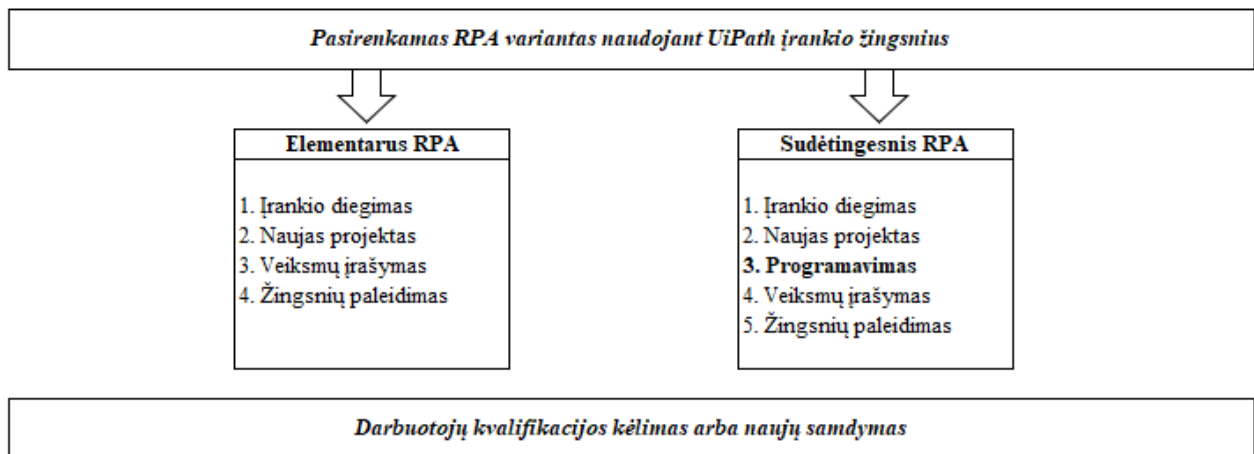 Pasirenkamas RPA variantas naudojant UiPath įrankio žingsnius
Elementarus RPA
1. Įrankio diegimas
2. Naujas projektas
3. Veiksmų įrašymas
4. Žingsnių paleidimas
Sudėtingesnis RPA
1. Įrankio diegimas
2. Naujas projektas
3. Programavimas
4. Veiksmų įrašymas
5. Žingsnių paleidimas
Darbuotojų kvalifikacijos kėlimas arba naujų samdymas